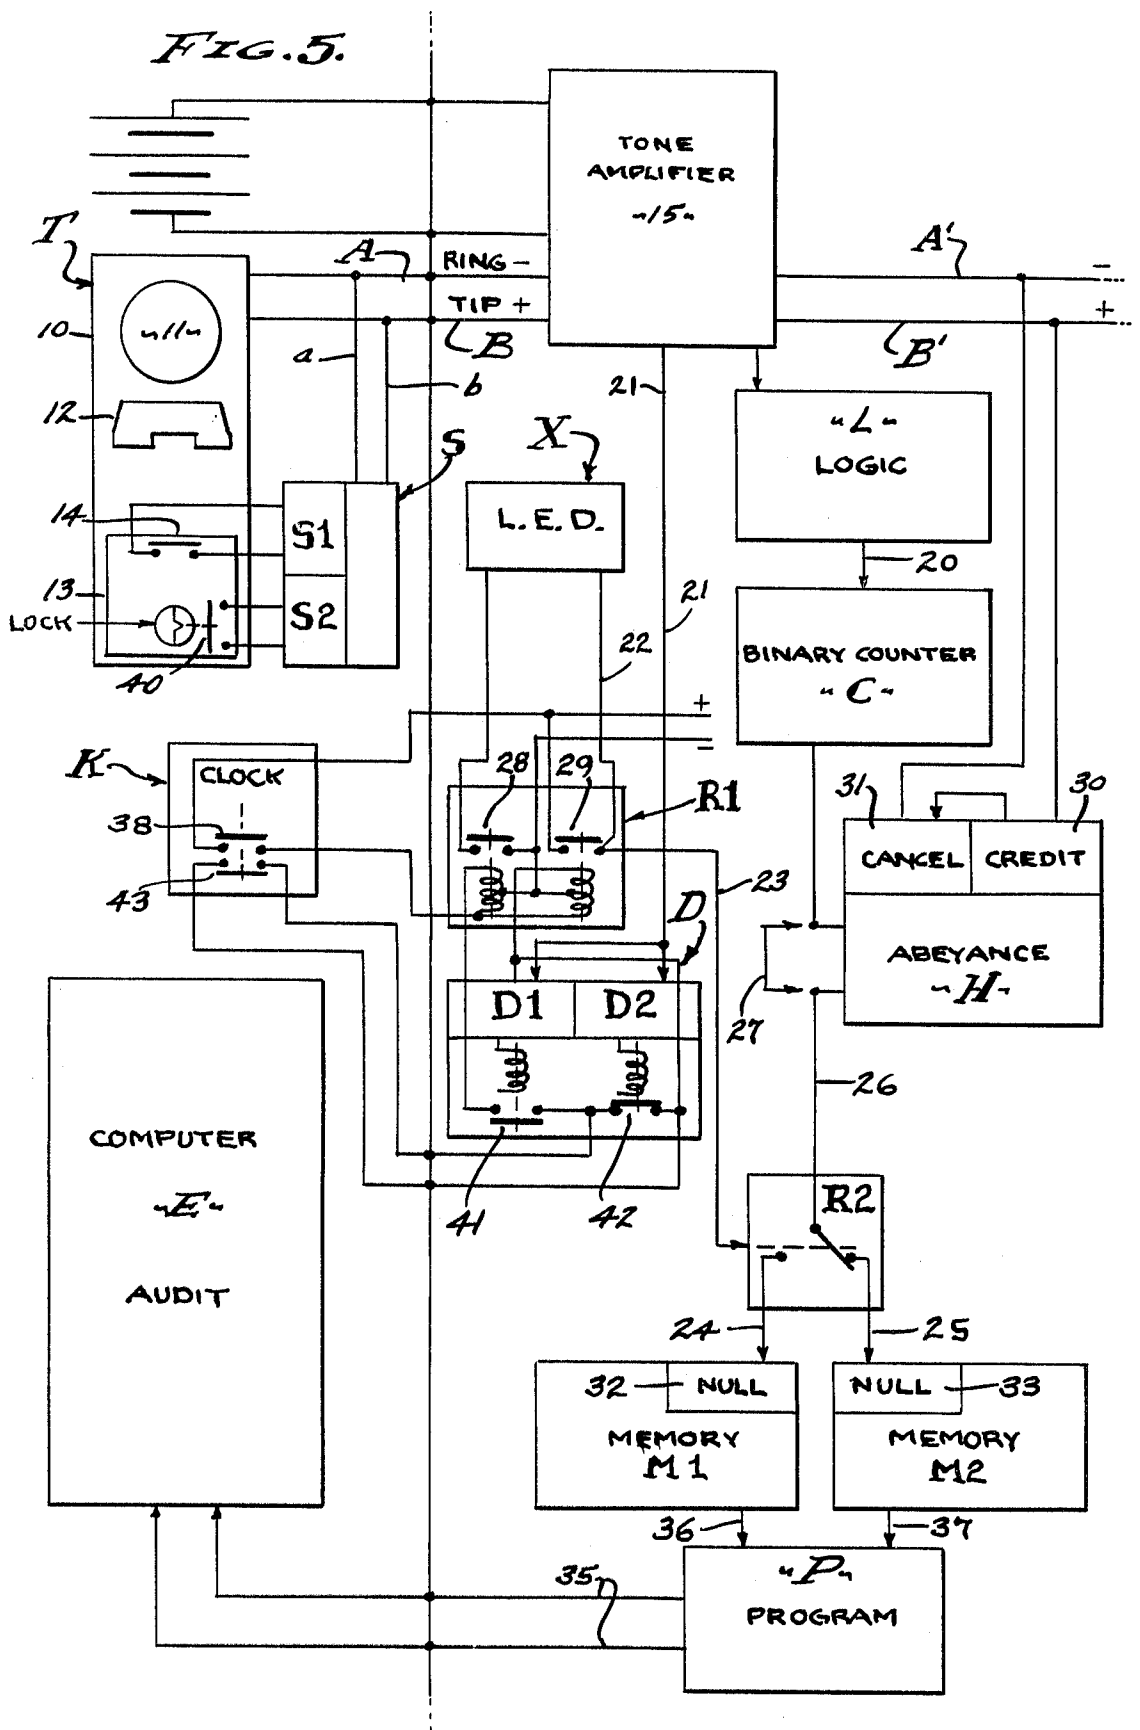 FIG. 5.
TONE
AMPLIFIER
"15"
T
A
RING -
A'
-
TIP +
+
B
B'
10
"11"
a
b
21
12
S
X
"L"
LOGIC
14
S1
L.E.D.
20
13
S2
21
LOCK
40
22
BINARY COUNTER
"C"
+
-
K
CLOCK
28
29
R1
31
30
38
CANCEL
CREDIT
43
23
D
ABEYANCE
"H"
D1
D2
27
26
COMPUTER
"E"
AUDIT
41
42
R2
24
25
32
NULL
NULL
33
MEMORY
M1
MEMORY
M2
36
37
35
"P"
PROGRAM